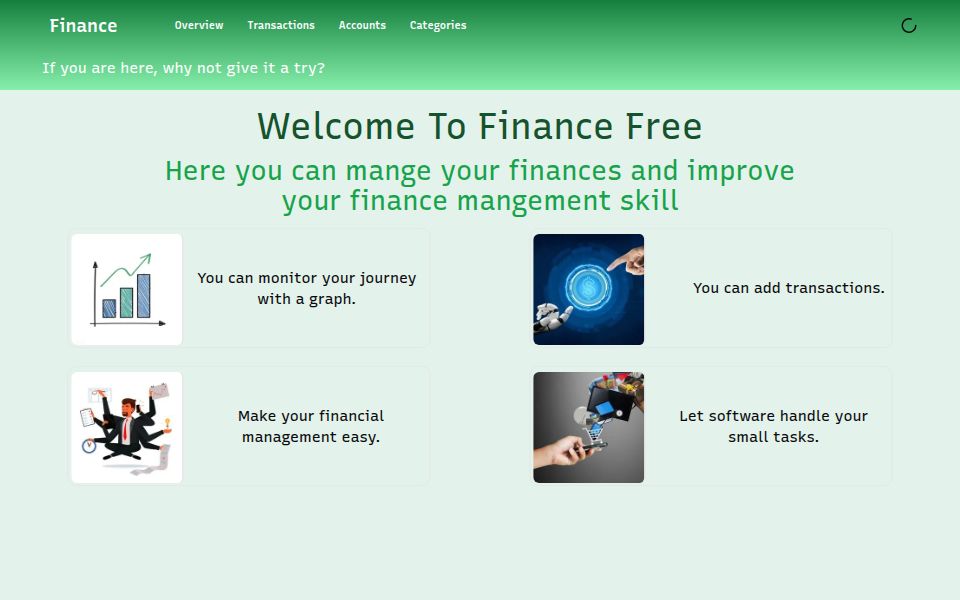 Finance
Overview
Transactions
Accounts
Categories
If you are here, why not give it a try?
Welcome To Finance Free
Here you can mange your finances and improve
your finance mangement skill
You can monitor your journey
with a graph.
You can add transactions.
Make your financial
management easy.
Let software handle your
small tasks.